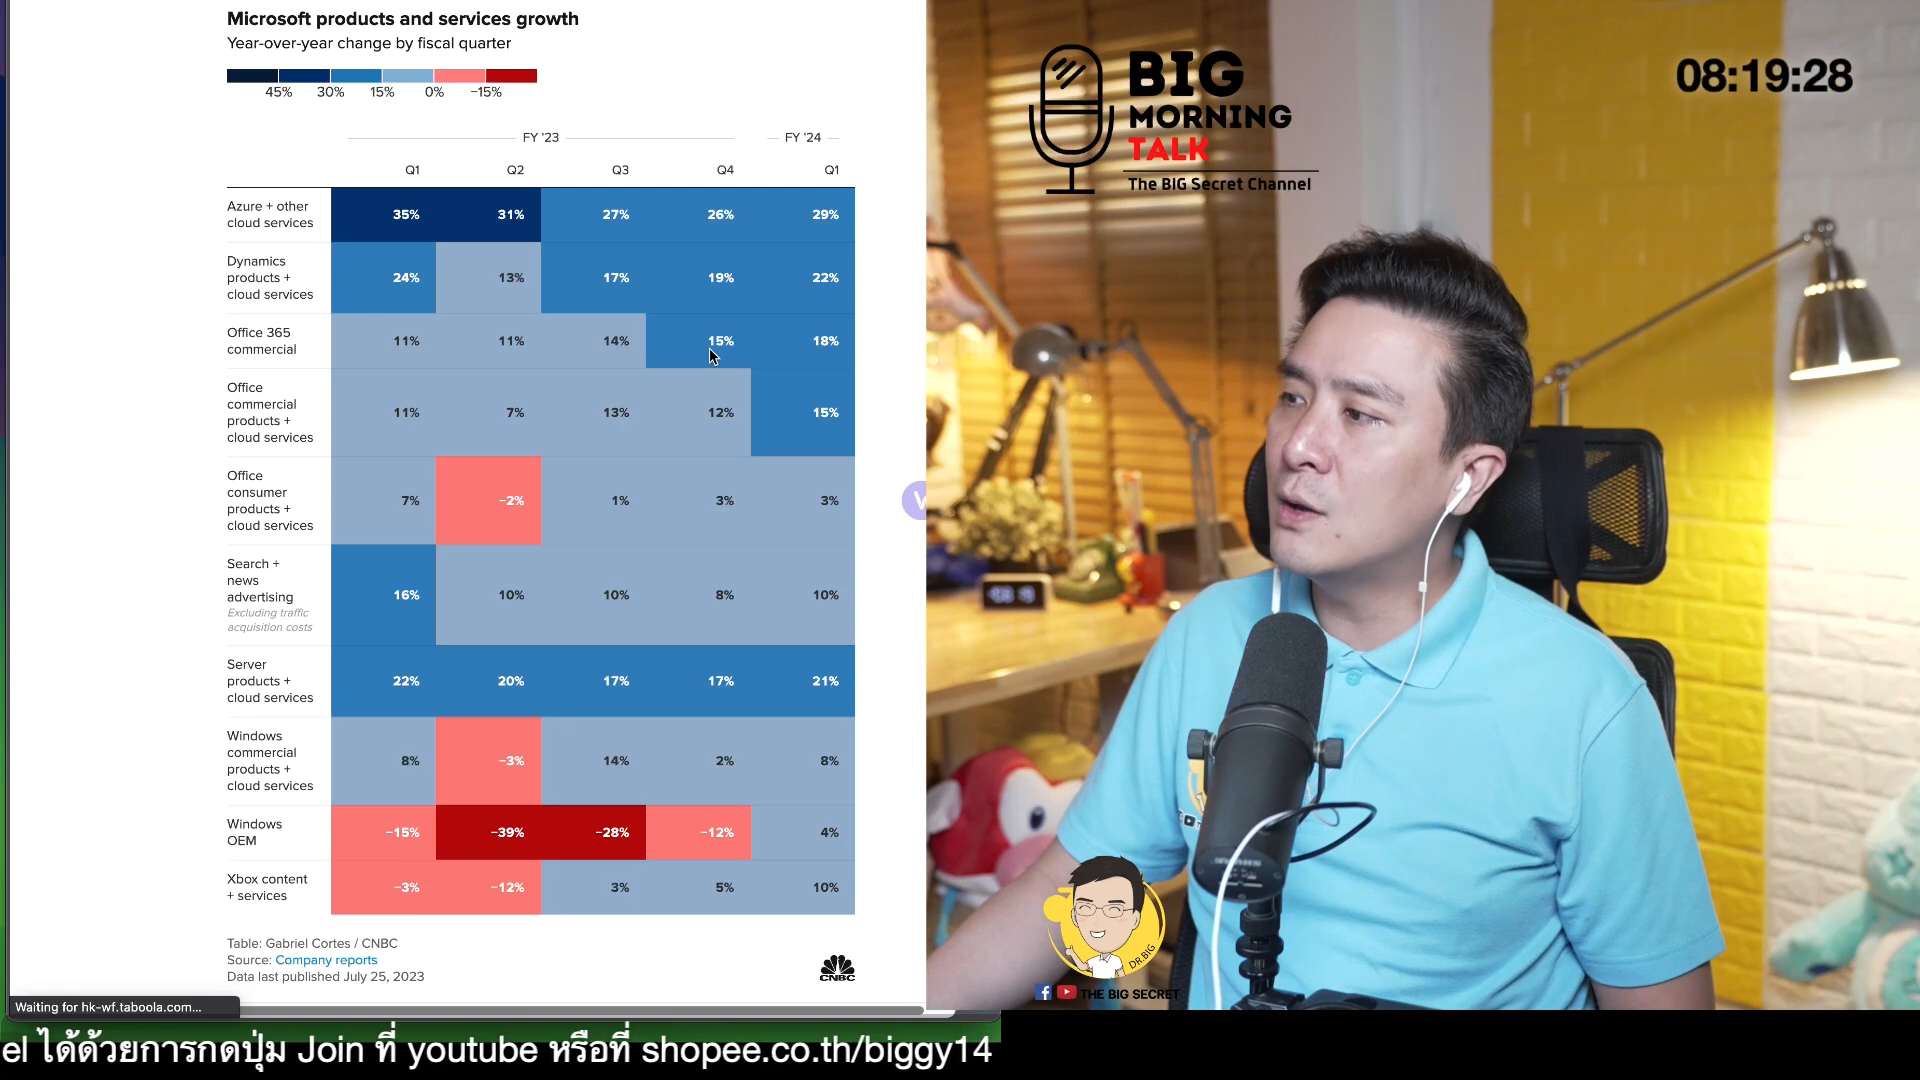 Microsoft products and services growth
Year-over-year change by fiscal quarter
45% 30% 15% 0% −15%
FY '23 FY '24
Q1 Q2 Q3 Q4 Q1
Azure + other
cloud services
35% 31% 27% 26% 29%
Dynamics
products +
cloud services
24% 13% 17% 19% 22%
Office 365
commercial
11% 11% 14% 15% 18%
Office
commercial
products +
cloud services
11% 7% 13% 12% 15%
Office
consumer
products +
cloud services
7% −2% 1% 3% 3%
Search +
news
advertising
Excluding traffic
acquisition costs
16% 10% 10% 8% 10%
Server
products +
cloud services
22% 20% 17% 17% 21%
Windows
commercial
products +
cloud services
8% −3% 14% 2% 8%
Windows
OEM
−15% −39% −28% −12% 4%
Xbox content
+ services
−3% −12% 3% 5% 10%
Table: Gabriel Cortes / CNBC
Source: Company reports
Data last published July 25, 2023
CNBC
Waiting for hk-wf.taboola.com...
BIG
MORNING
TALK
The BIG Secret Channel
08:19:28
DR.BIG
THE BIG SECRET
el ได้ด้วยการกดปุ่ม Join ที่ youtube หรือที่ shopee.co.th/biggy14